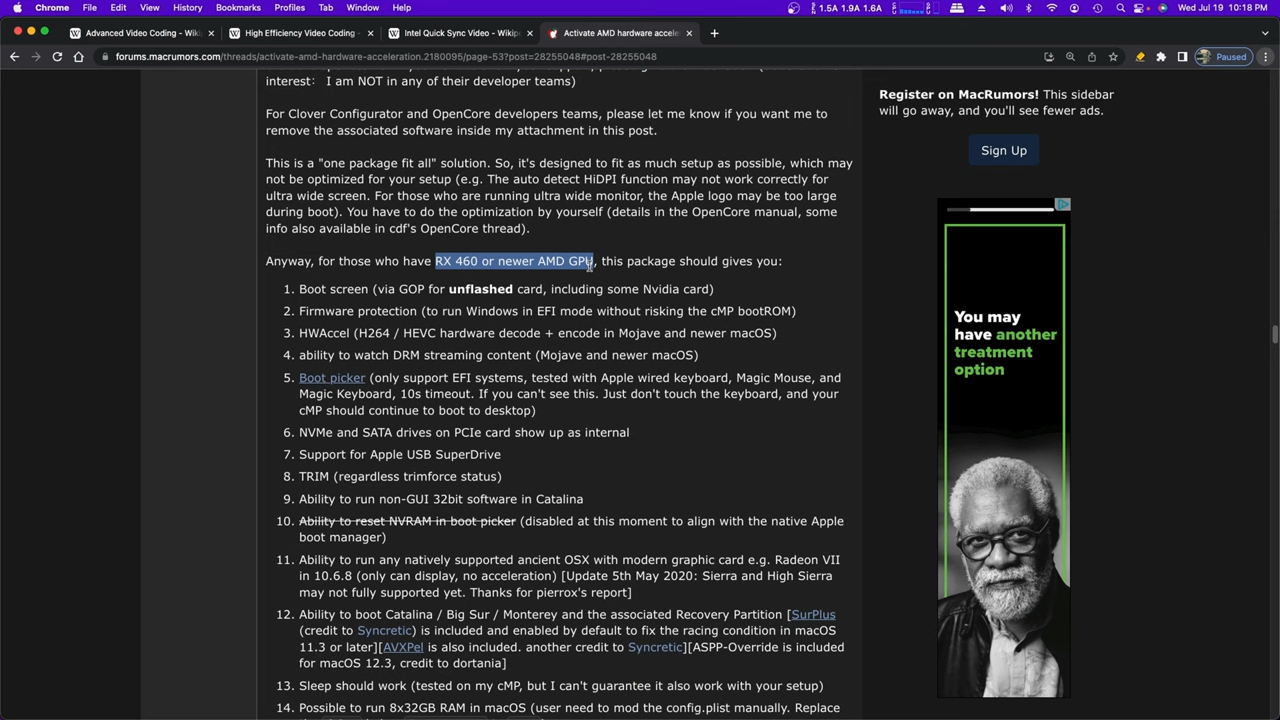 Chrome File Edit View History Bookmarks Profiles Tab Window Help 1.5A 1.9A 1.6A Wed Jul 19 10:18 PM
Advanced Video Coding - Wiki High Efficiency Video Coding - Intel Quick Sync Video - Wikipe Activate AMD hardware accele
forums.macrumors.com/threads/activate-amd-hardware-acceleration.2180095/page-53?post=28255048#post-28255048 Paused
interest: I am NOT in any of their developer teams)
For Clover Configurator and OpenCore developers teams, please let me know if you want me to
remove the associated software inside my attachment in this post.
This is a "one package fit all" solution. So, it's designed to fit as much setup as possible, which may
not be optimized for your setup (e.g. The auto detect HiDPI function may not work correctly for
ultra wide screen. For those who are running ultra wide monitor, the Apple logo may be too large
during boot). You have to do the optimization by yourself (details in the OpenCore manual, some
info also available in cdf's OpenCore thread).
Anyway, for those who have RX 460 or newer AMD GPU, this package should gives you:
1. Boot screen (via GOP for unflashed card, including some Nvidia card)
2. Firmware protection (to run Windows in EFI mode without risking the cMP bootROM)
3. HWAccel (H264 / HEVC hardware decode + encode in Mojave and newer macOS)
4. ability to watch DRM streaming content (Mojave and newer macOS)
5. Boot picker (only support EFI systems, tested with Apple wired keyboard, Magic Mouse, and
Magic Keyboard, 10s timeout. If you can't see this. Just don't touch the keyboard, and your
cMP should continue to boot to desktop)
6. NVMe and SATA drives on PCIe card show up as internal
7. Support for Apple USB SuperDrive
8. TRIM (regardless trimforce status)
9. Ability to run non-GUI 32bit software in Catalina
10. Ability to reset NVRAM in boot picker (disabled at this moment to align with the native Apple
boot manager)
11. Ability to run any natively supported ancient OSX with modern graphic card e.g. Radeon VII
in 10.6.8 (only can display, no acceleration) [Update 5th May 2020: Sierra and High Sierra
may not fully supported yet. Thanks for pierrox's report]
12. Ability to boot Catalina / Big Sur / Monterey and the associated Recovery Partition [SurPlus
(credit to Syncretic) is included and enabled by default to fix the racing condition in macOS
11.3 or later][AVXPel is also included. another credit to Syncretic][ASPP-Override is included
for macOS 12.3, credit to dortania]
13. Sleep should work (tested on my cMP, but I can't guarantee it also work with your setup)
14. Possible to run 8x32GB RAM in macOS (user need to mod the config.plist manually. Replace
Register on MacRumors! This sidebar
will go away, and you'll see fewer ads.
Sign Up
You may
have another
treatment
option